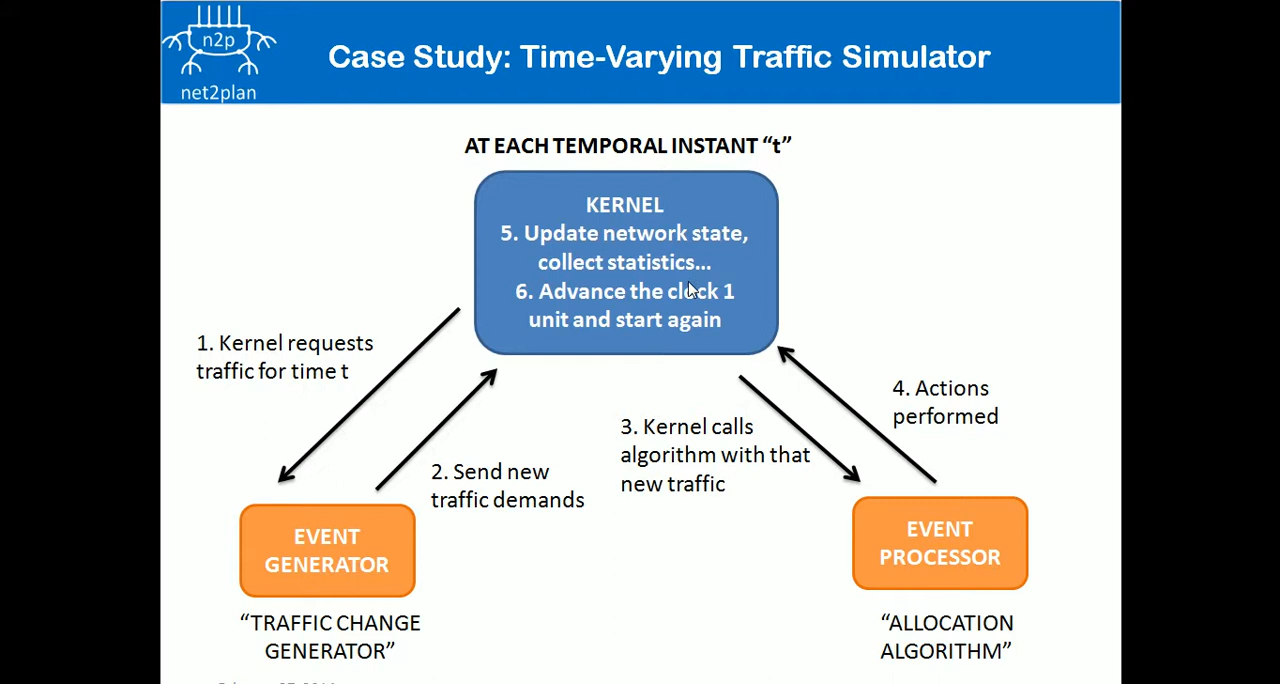 n2p
net2plan
Case Study: Time-Varying Traffic Simulator
AT EACH TEMPORAL INSTANT “t”
KERNEL
5. Update network state,
collect statistics...
6. Advance the clock 1
unit and start again
1. Kernel requests
traffic for time t
2. Send new
traffic demands
3. Kernel calls
algorithm with that
new traffic
4. Actions
performed
EVENT
GENERATOR
“TRAFFIC CHANGE
GENERATOR”
EVENT
PROCESSOR
“ALLOCATION
ALGORITHM”